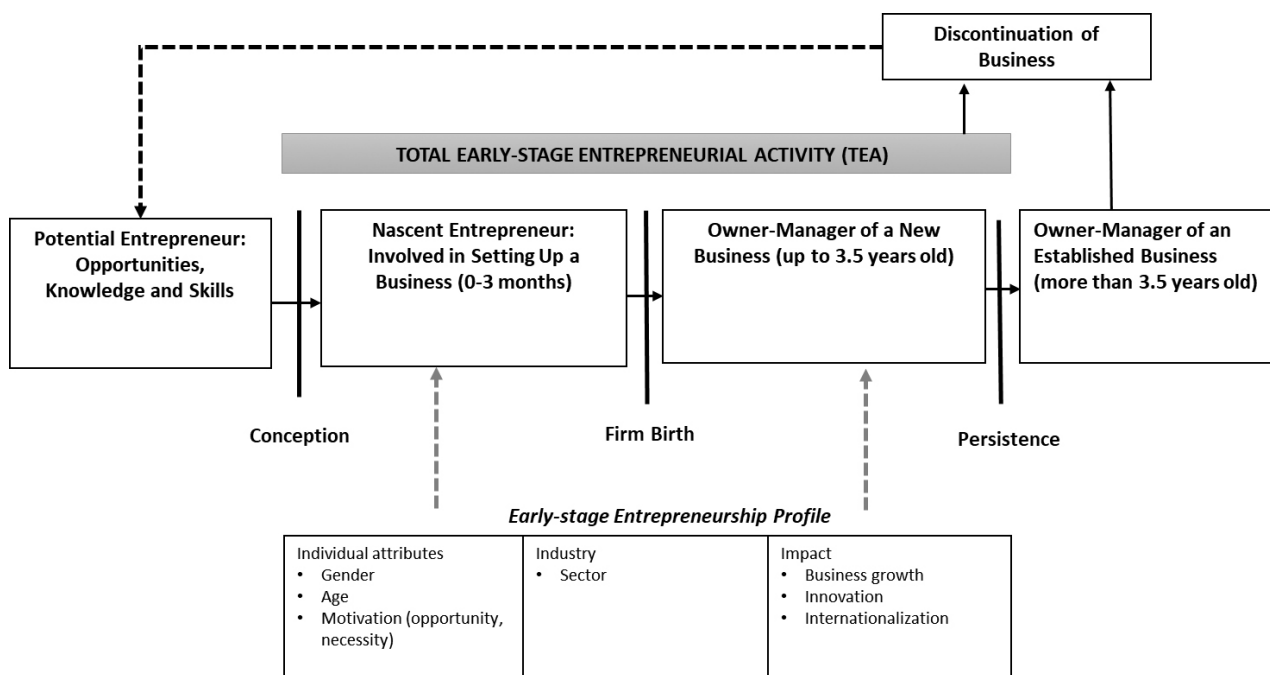 Discontinuation of
Business
TOTAL EARLY-STAGE ENTREPRENEURIAL ACTIVITY (TEA)
Potential Entrepreneur:
Opportunities,
Knowledge and Skills
Nascent Entrepreneur:
Involved in Setting Up a
Business (0-3 months)
Owner-Manager of a New
Business (up to 3.5 years old)
Owner-Manager of an
Established Business
(more than 3.5 years old)
Conception
Firm Birth
Persistence
Early-stage Entrepreneurship Profile
Individual attributes
• Gender
• Age
• Motivation (opportunity,
necessity)
Industry
• Sector
Impact
• Business growth
• Innovation
• Internationalization